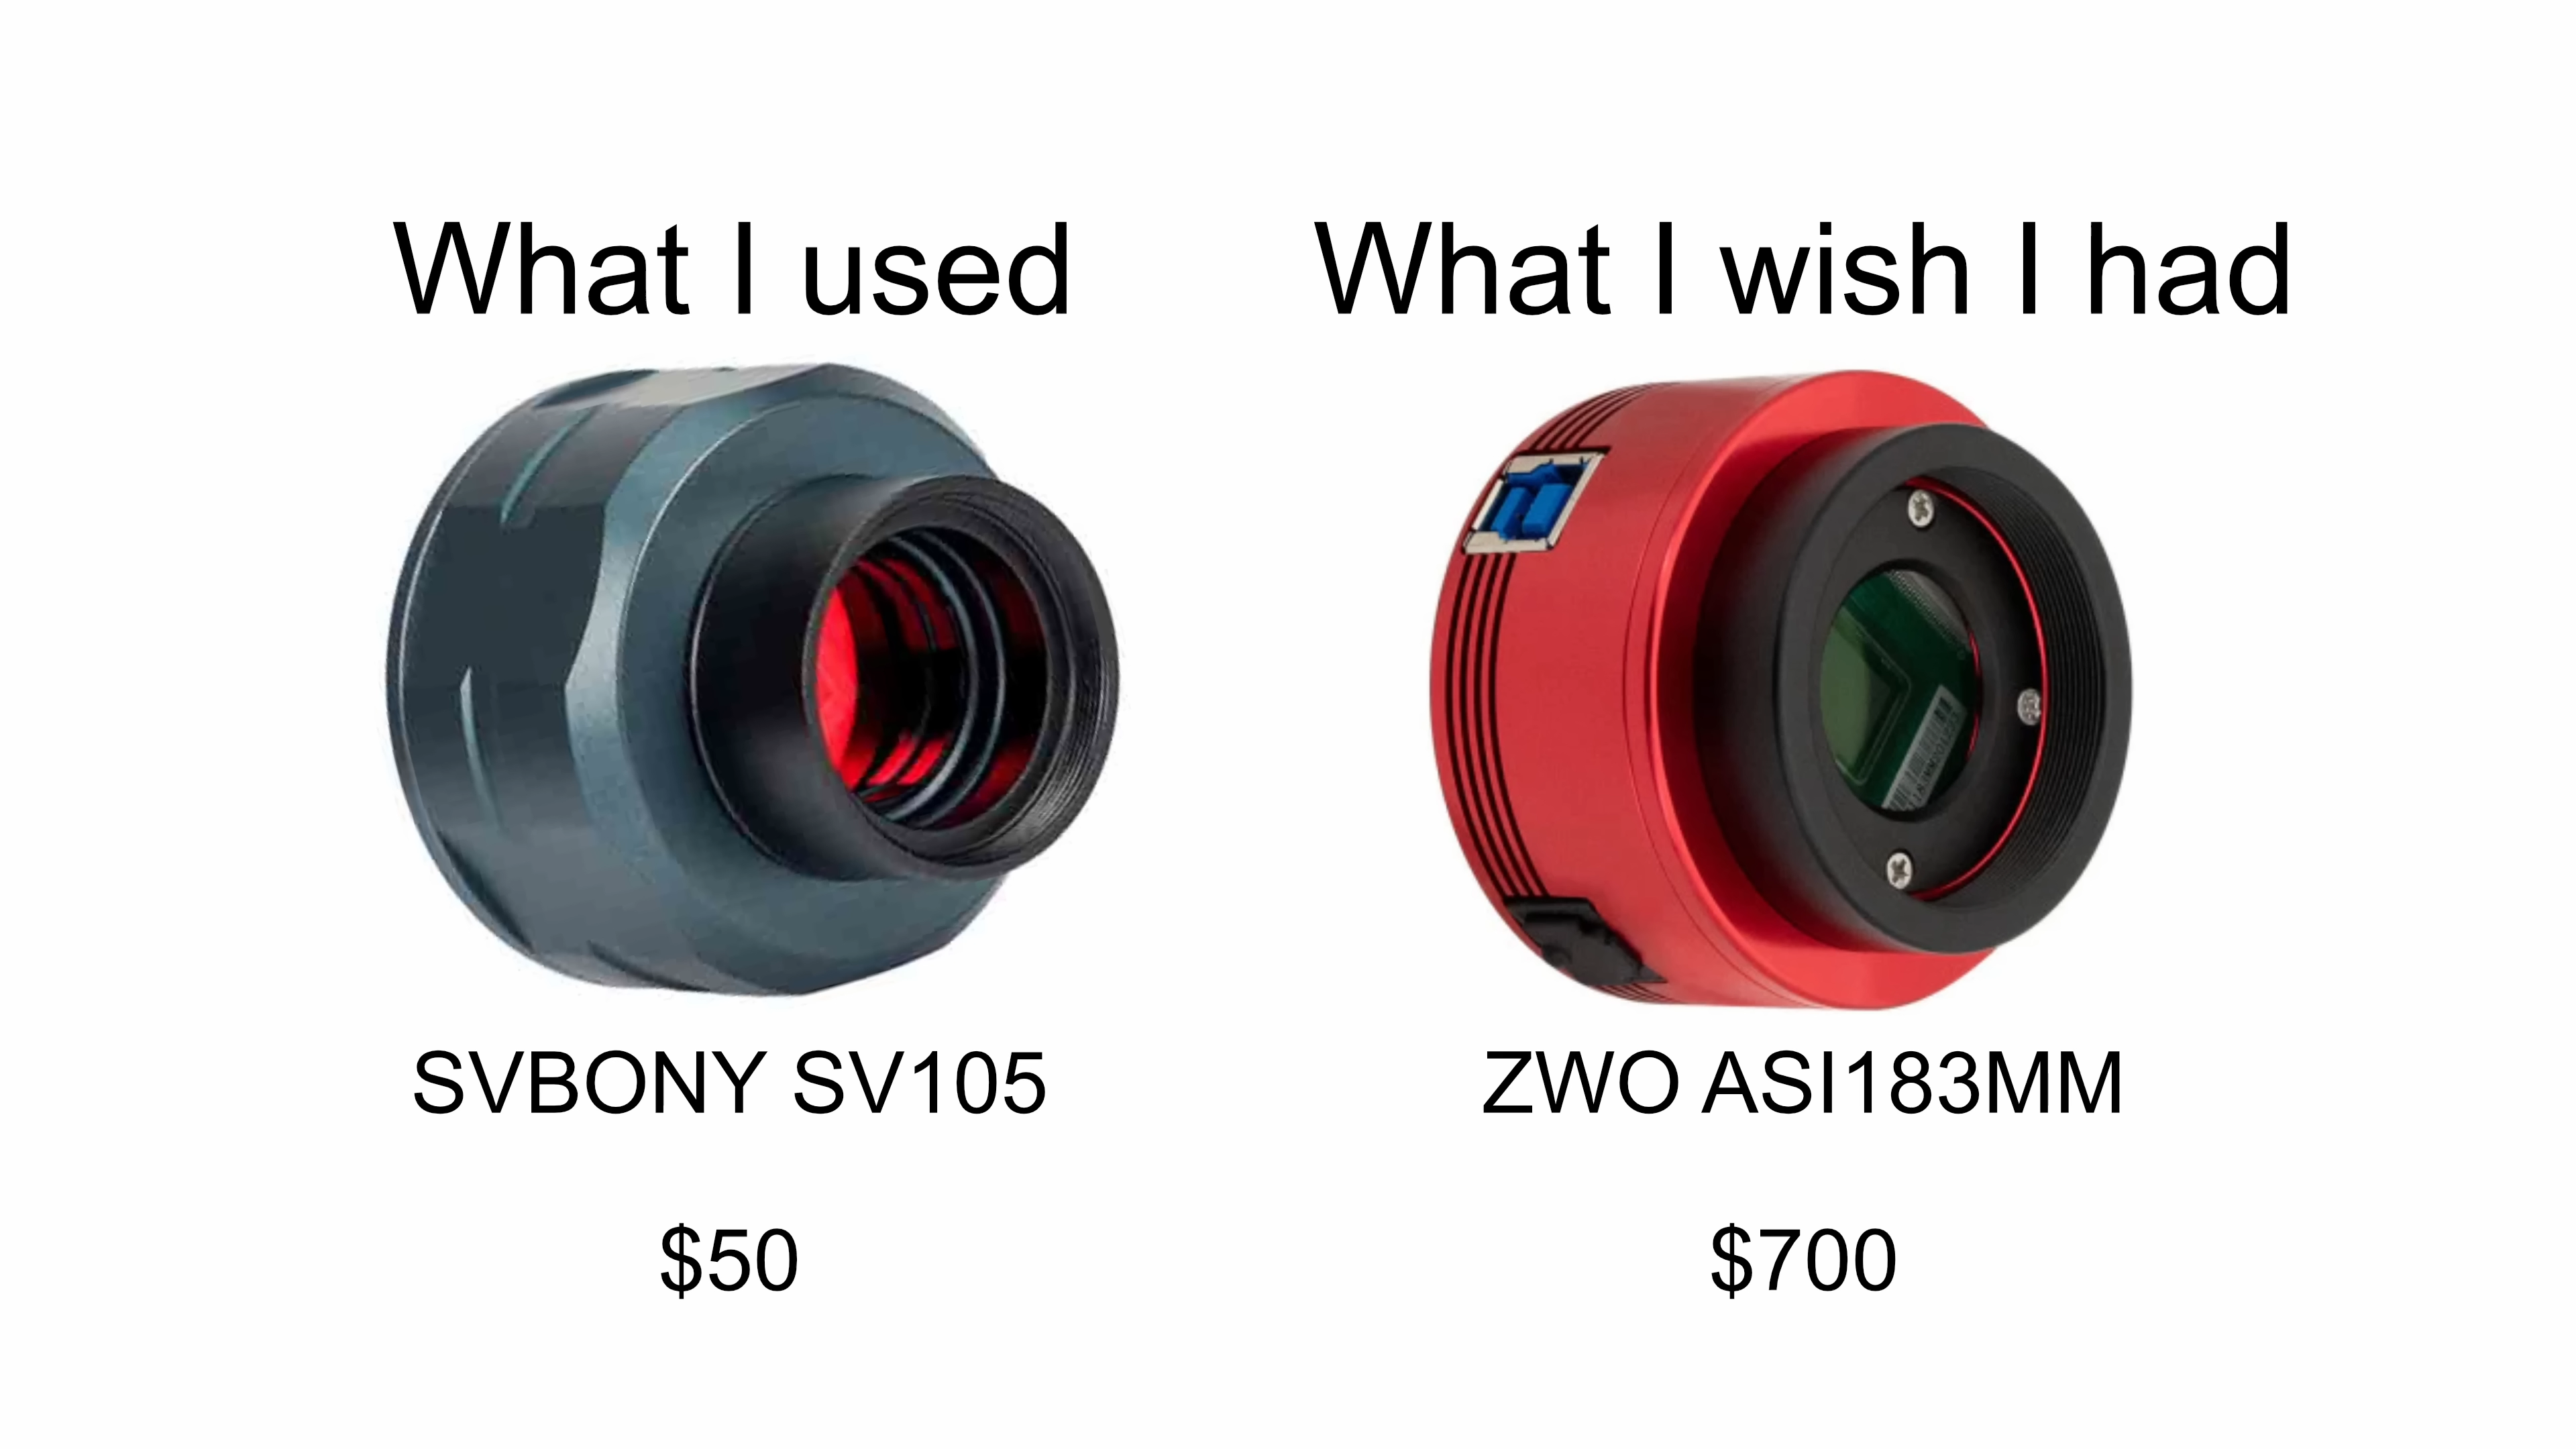 What I used
What I wish I had
SVBONY SV105
ZWO ASI183MM
$50
$700